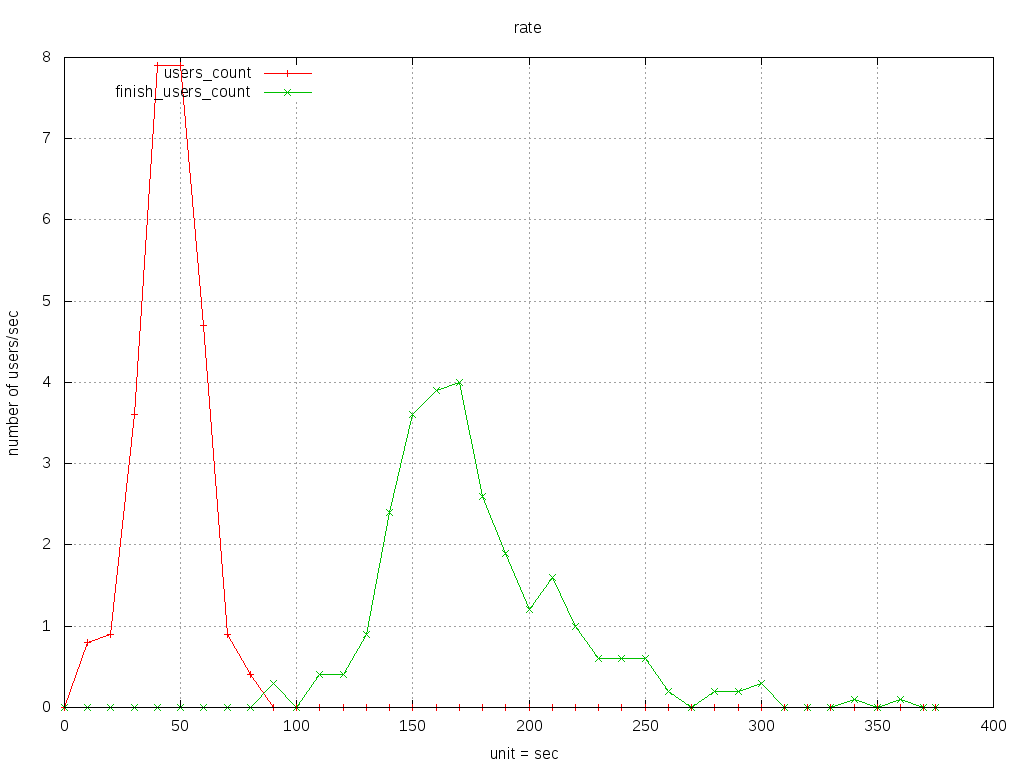 rate
8
users_count
finish_users_count
7
6
5
number of users/sec
4
3
2
1
0
0 50 100 150 200 250 300 350 400
unit = sec